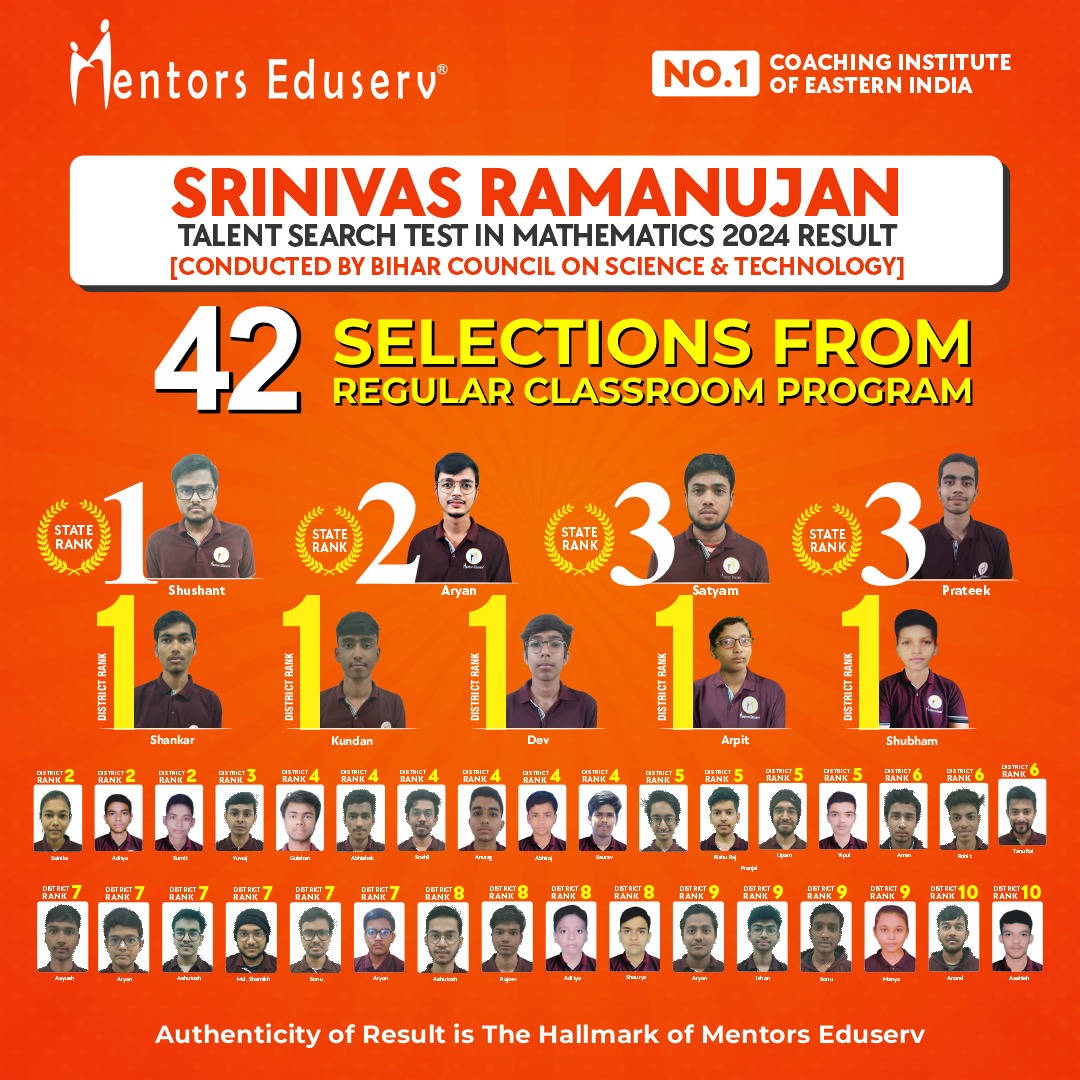 Mentors Eduserv®
NO.1 COACHING INSTITUTE
OF EASTERN INDIA
SRINIVAS RAMANUJAN
TALENT SEARCH TEST IN MATHEMATICS 2024 RESULT
[CONDUCTED BY BIHAR COUNCIL ON SCIENCE & TECHNOLOGY]
42 SELECTIONS FROM
REGULAR CLASSROOM PROGRAM
STATE RANK 1 STATE RANK 2 STATE RANK 3 STATE RANK 3
Shushant Aryan Satyam Prateek
DISTRICT RANK 1 DISTRICT RANK 1 DISTRICT RANK 1 DISTRICT RANK 1 DISTRICT RANK 1
Shankar Kundan Dev Arpit Shubham
DISTRICT RANK 2 DISTRICT RANK 2 DISTRICT RANK 2 DISTRICT RANK 3 DISTRICT RANK 4 DISTRICT RANK 4 DISTRICT RANK 4 DISTRICT RANK 4 DISTRICT RANK 4 DISTRICT RANK 4 DISTRICT RANK 5 DISTRICT RANK 5 DISTRICT RANK 5 DISTRICT RANK 5 DISTRICT RANK 6 DISTRICT RANK 6 DISTRICT RANK 6
Aditya Sumit Yuvraj Gulshan Abhishek Snehil Anurag Abhiraj Saurav Rishu Raj Upam Vipul Aman Rohit Tanu Rai
Pranjal
DISTRICT RANK 7 DISTRICT RANK 7 DISTRICT RANK 7 DISTRICT RANK 7 DISTRICT RANK 7 DISTRICT RANK 7 DISTRICT RANK 8 DISTRICT RANK 8 DISTRICT RANK 8 DISTRICT RANK 8 DISTRICT RANK 9 DISTRICT RANK 9 DISTRICT RANK 9 DISTRICT RANK 9 DISTRICT RANK 10 DISTRICT RANK 10
Aayush Aryan Ashutosh Md. Shamikh Sonu Aryan Ashutosh Rajeev Aditya Shaurya Aryan Ishan Sonu Manya Anand Aashish
Authenticity of Result is The Hallmark of Mentors Eduserv